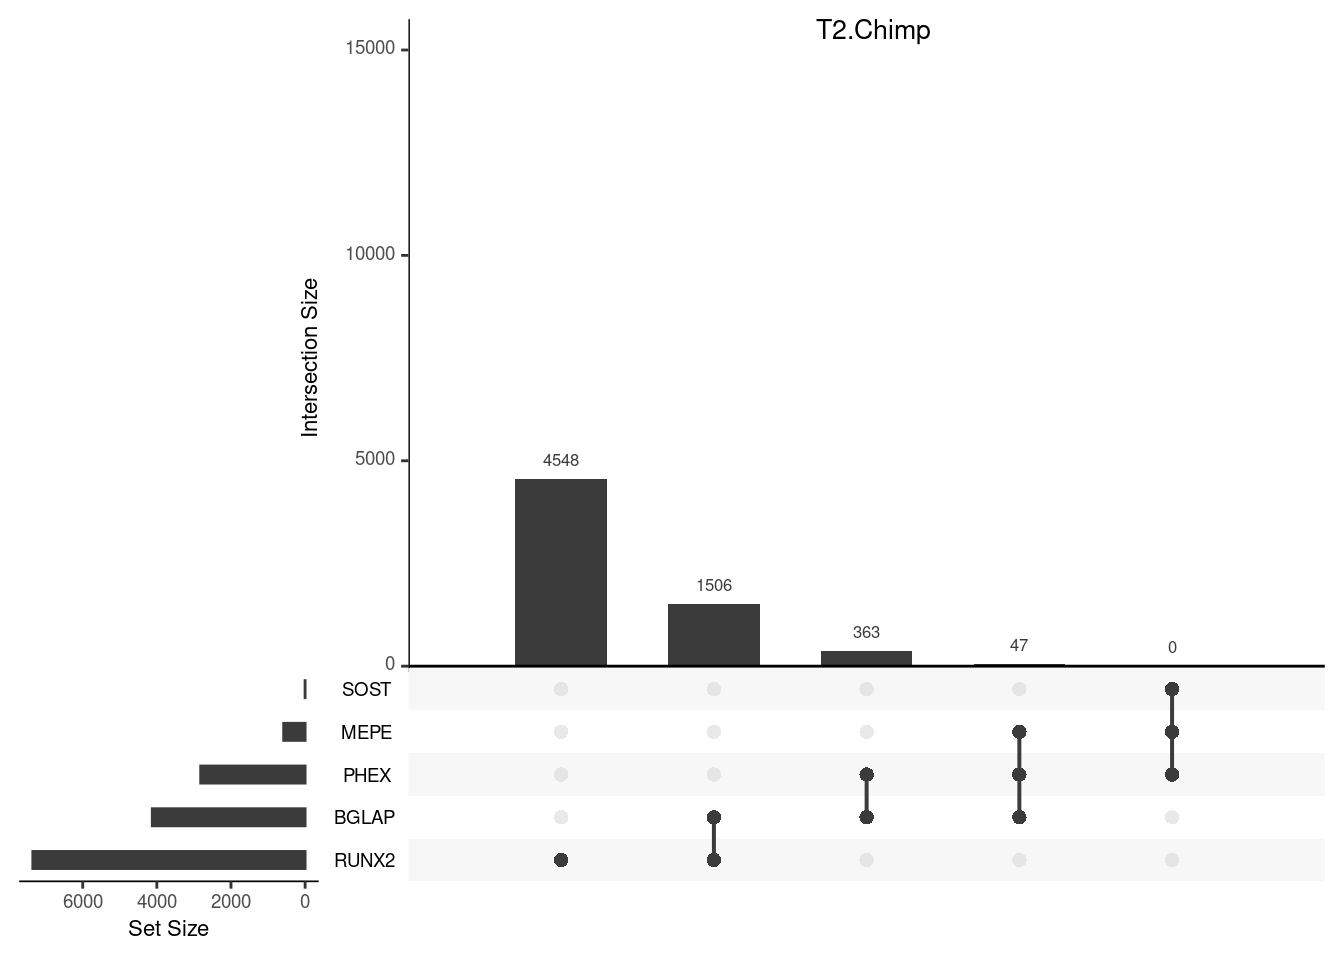 T2.Chimp
15000
10000
5000
0
Intersection Size
4548
1506
363
47
0
SOST
MEPE
PHEX
BGLAP
RUNX2
6000 4000 2000 0
Set Size